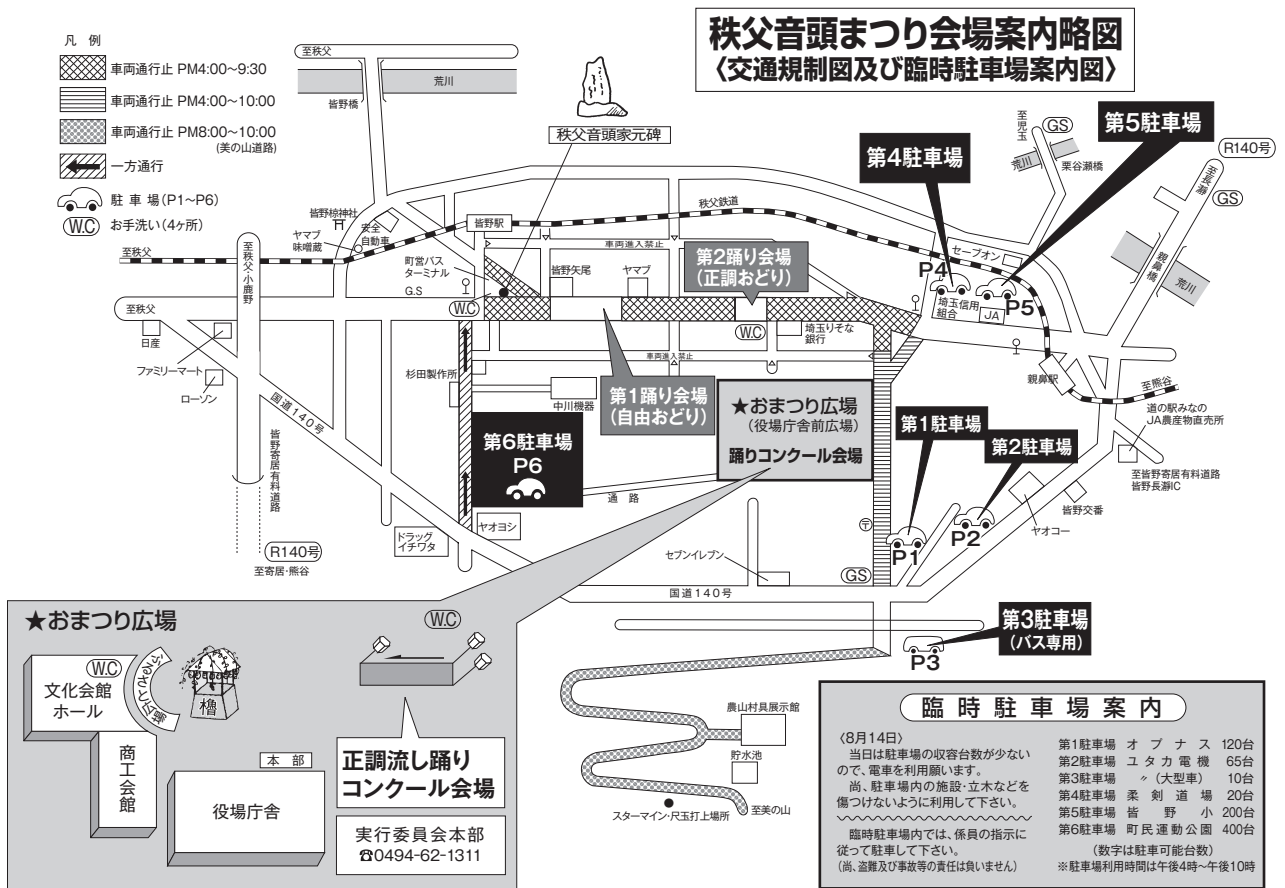 秩父音頭まつり会場案内略図
〈交通規制図及び臨時駐車場案内図〉
凡 例
車両通行止 PM4:00〜9:30
車両通行止 PM4:00〜10:00
車両通行止 PM8:00〜10:00
(美の山道路)
一方通行
駐 車 場(P1〜P6)
W.C お手洗い(4ヶ所)
至秩父
荒川
皆野橋
秩父音頭家元碑
第4駐車場
第5駐車場
至児玉
GS
荒川
栗谷瀬橋
R140号
至長瀞
GS
親鼻橋
荒川
皆野椋神社
安全
自動車
ヤマブ
味噌蔵
皆野駅
秩父鉄道
車両進入禁止
セーブオン
至秩父
至秩父・小鹿野
町営バス
ターミナル
G.S
皆野矢尾
ヤマブ
第2踊り会場
(正調おどり)
P4
P5
埼玉信用
組合
JA
至秩父
日産
ファミリーマート
ローソン
W.C
W.C
埼玉りそな
銀行
車両進入禁止
杉田製作所
中川機器
第1踊り会場
(自由おどり)
親鼻駅
至熊谷
道の駅みなの
JA農産物直売所
国道140号
皆野寄居有料道路
★おまつり広場
(役場庁舎前広場)
踊りコンクール会場
第1駐車場
第2駐車場
第6駐車場
P6
至皆野寄居有料道路
皆野長瀞IC
皆野交番
ヤオコー
通 路
〒
P1
P2
ドラッグ
イチワタ
ヤオヨシ
R140号
至寄居・熊谷
セブンイレブン
GS
国道140号
第3駐車場
(バス専用)
P3
農山村具展示館
貯水池
スターマイン・尺玉打上場所
至美の山
★おまつり広場
W.C
W.C
文化会館
ホール
櫓
商工会館
本 部
役場庁舎
正調流し踊り
コンクール会場
実行委員会本部
☎0494-62-1311
臨時駐車場案内
〈8月14日〉
当日は駐車場の収容台数が少ない
ので、電車を利用願います。
尚、駐車場内の施設・立木などを
傷つけないように利用して下さい。
臨時駐車場内では、係員の指示に
従って駐車して下さい。
(尚、盗難及び事故等の責任は負いません)
第1駐車場 オプナス 120台
第2駐車場 ユタカ電機 65台
第3駐車場 〃(大型車) 10台
第4駐車場 柔剣道場 20台
第5駐車場 皆野小 200台
第6駐車場 町民運動公園 400台
(数字は駐車可能台数)
※駐車場利用時間は午後4時〜午後10時